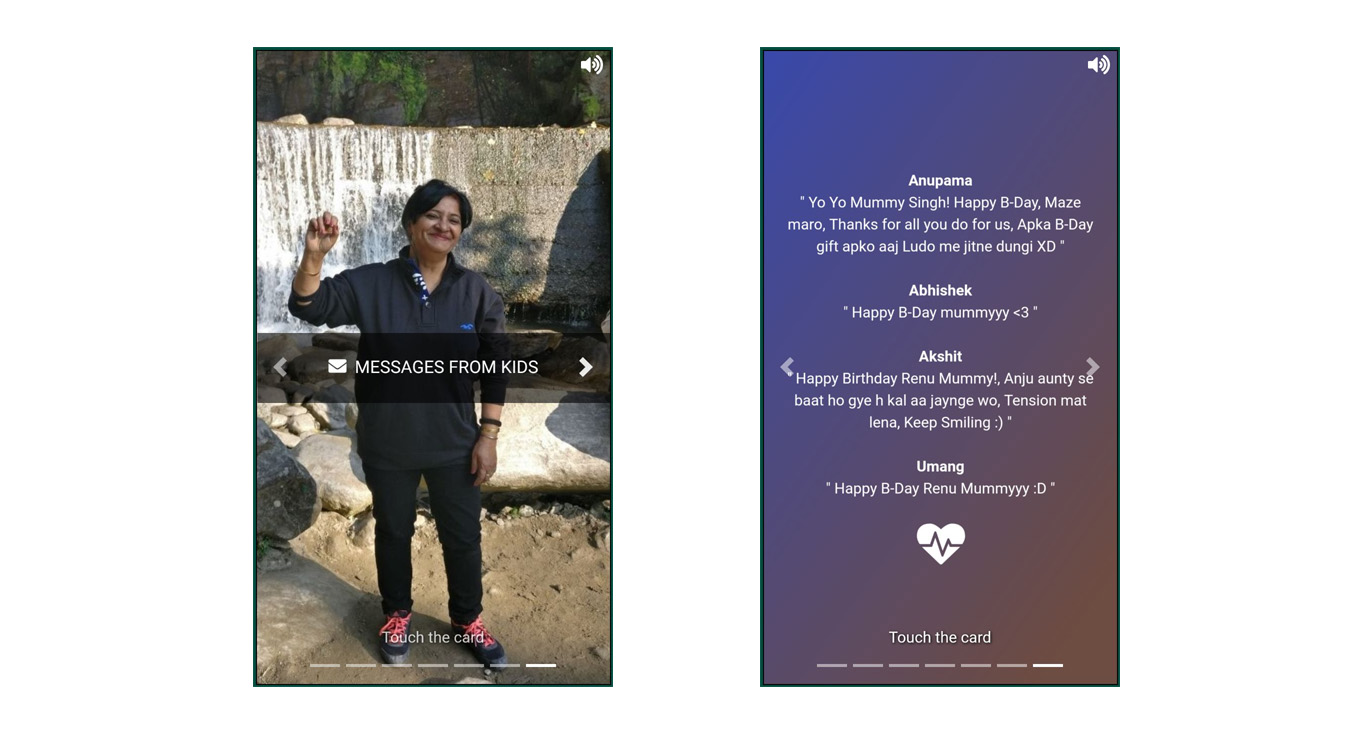 MESSAGES FROM KIDS
Touch the card
Anupama
" Yo Yo Mummy Singh! Happy B-Day, Maze
maro, Thanks for all you do for us, Apka B-Day
gift apko aaj Ludo me jitne dungi XD "
Abhishek
" Happy B-Day mummyyy <3 "
Akshit
" Happy Birthday Renu Mummy!, Anju aunty se
baat ho gye h kal aa jaynge wo, Tension mat
lena, Keep Smiling :) "
Umang
" Happy B-Day Renu Mummyyy :D "
Touch the card